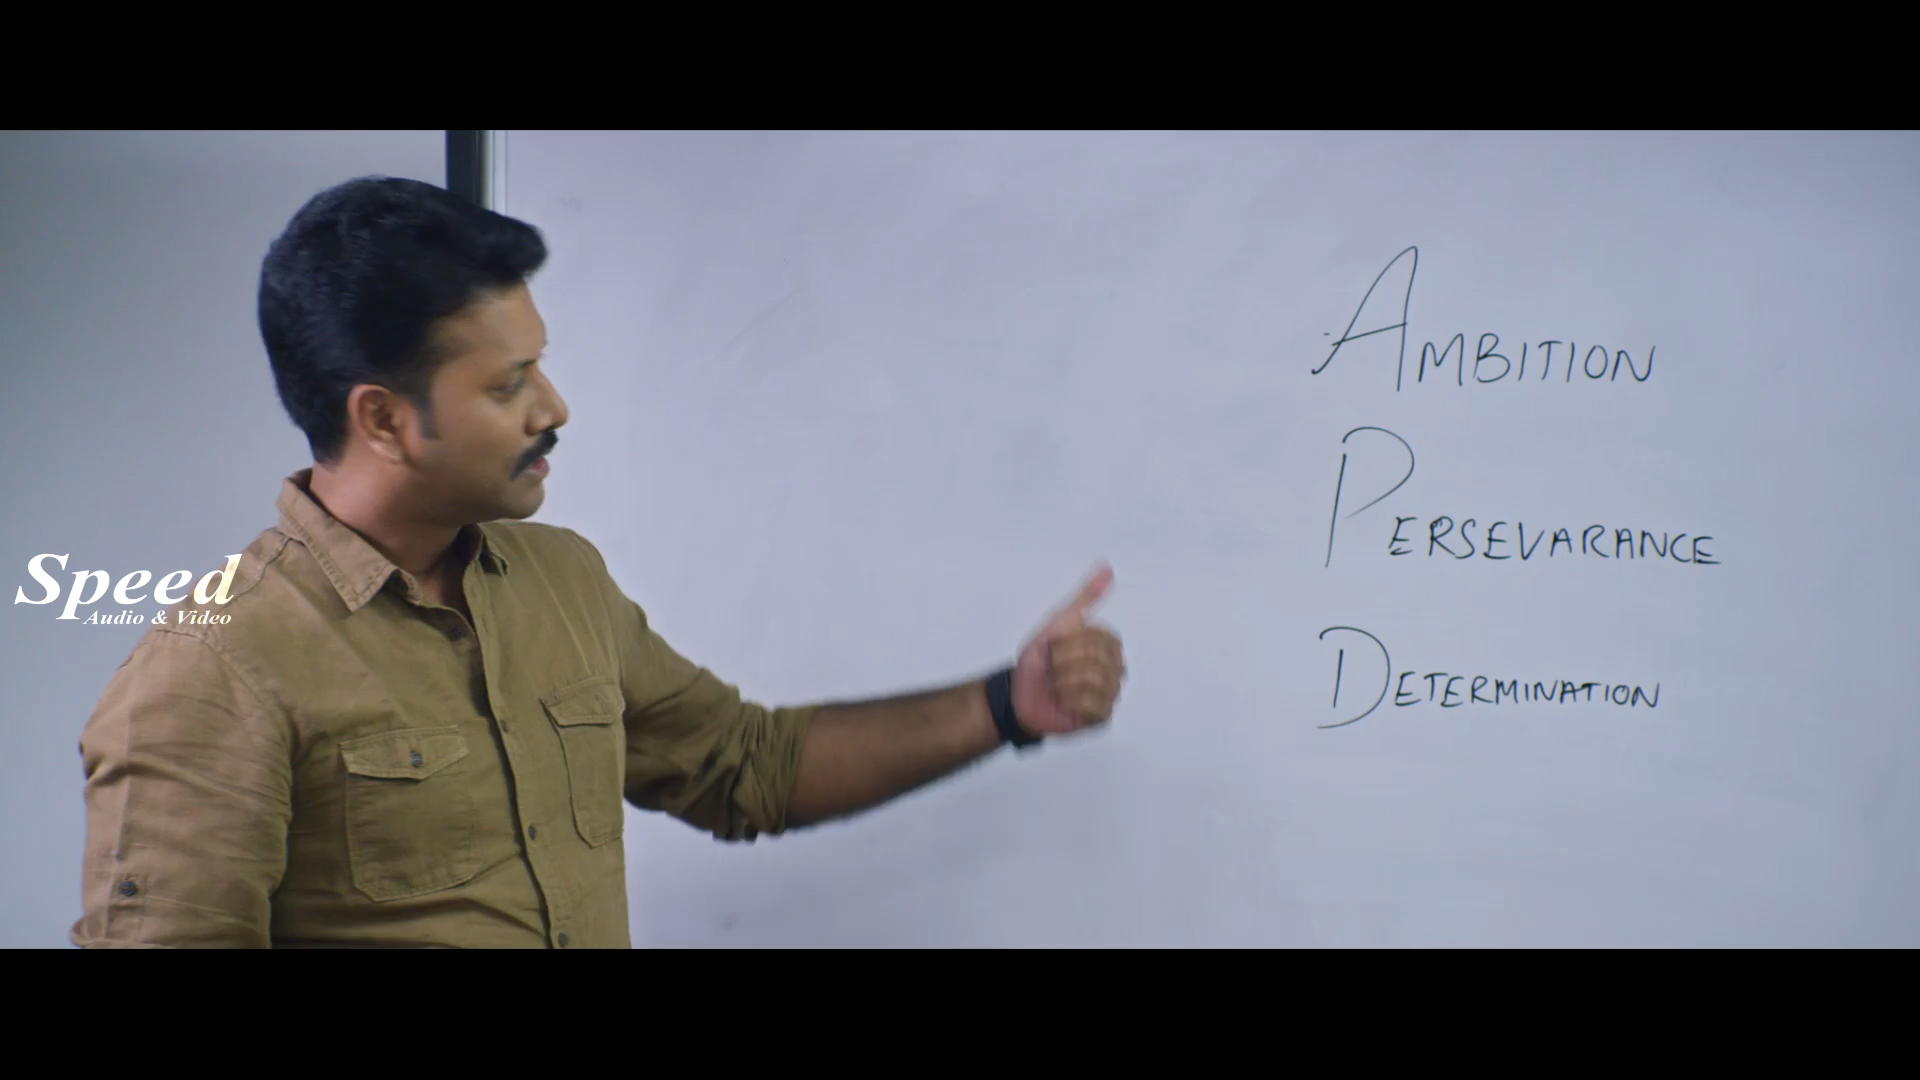 AMBITION
PERSEVARANCE
DETERMINATION
Speed
Audio & Video